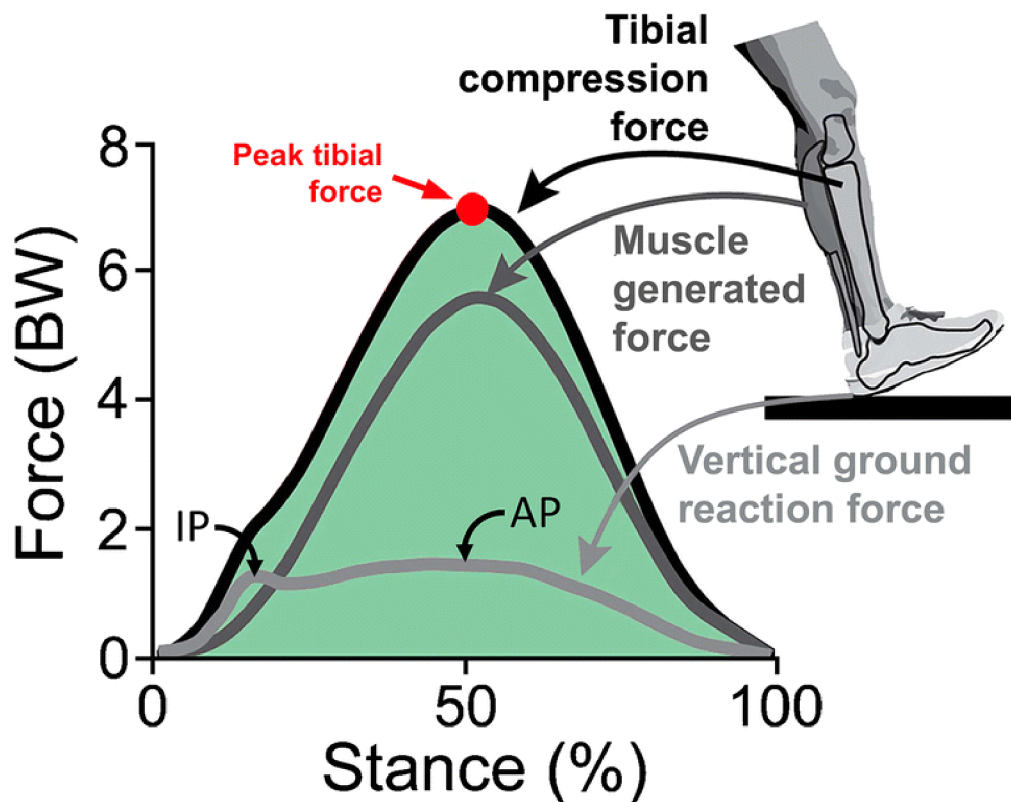 Tibial
compression
force
Peak tibial
force
Muscle
generated
force
Vertical ground
reaction force
IP
AP
Force (BW)
8
6
4
2
0
0 50 100
Stance (%)